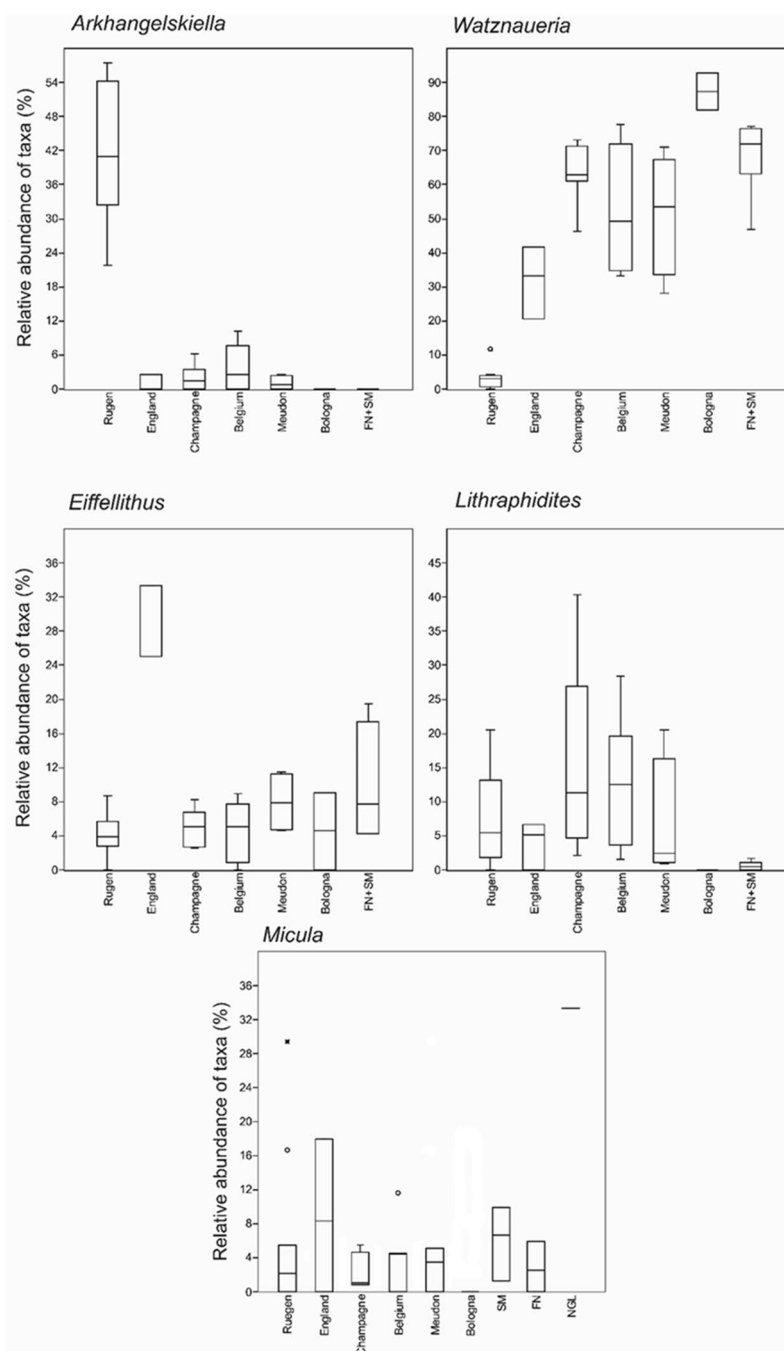 Arkhangelskiella
Relative abundance of taxa (%)
54
48
42
36
30
24
18
12
6
0
Rugen
England
Champagne
Belgium
Meudon
Bologna
FN+SM
Watznaueria
90
80
70
60
50
40
30
20
10
0
Rugen
England
Champagne
Belgium
Meudon
Bologna
FN+SM
Eiffellithus
Relative abundance of taxa (%)
36
32
28
24
20
16
12
8
4
0
Rugen
England
Champagne
Belgium
Meudon
Bologna
FN+SM
Lithraphidites
45
40
35
30
25
20
15
10
5
0
Rugen
England
Champagne
Belgium
Meudon
Bologna
FN+SM
Micula
Relative abundance of taxa (%)
36
32
28
24
20
16
12
8
4
0
Ruegen
England
Champagne
Belgium
Meudon
Bologna
SM
FN
NGL